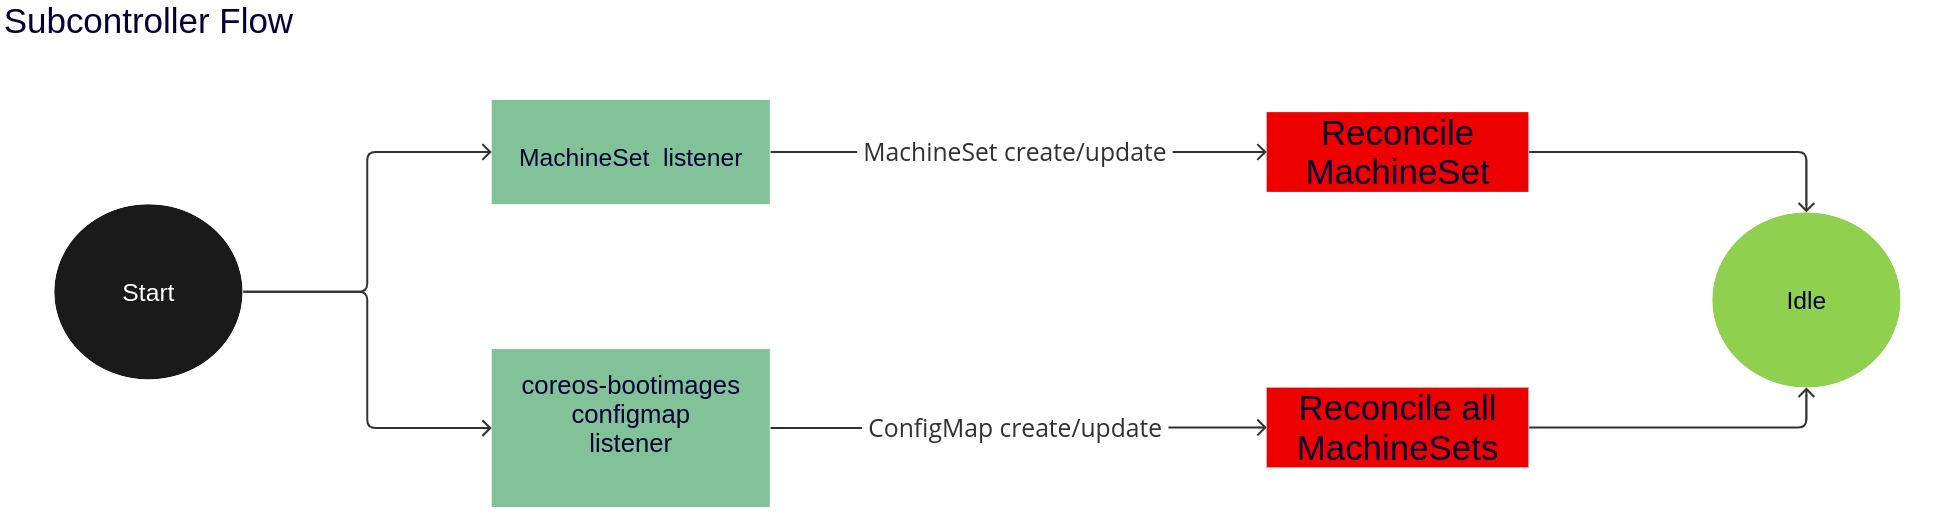 Subcontroller Flow
Start
MachineSet  listener
MachineSet create/update
Reconcile
MachineSet
coreos-bootimages
configmap
listener
ConfigMap create/update
Reconcile all
MachineSets
Idle